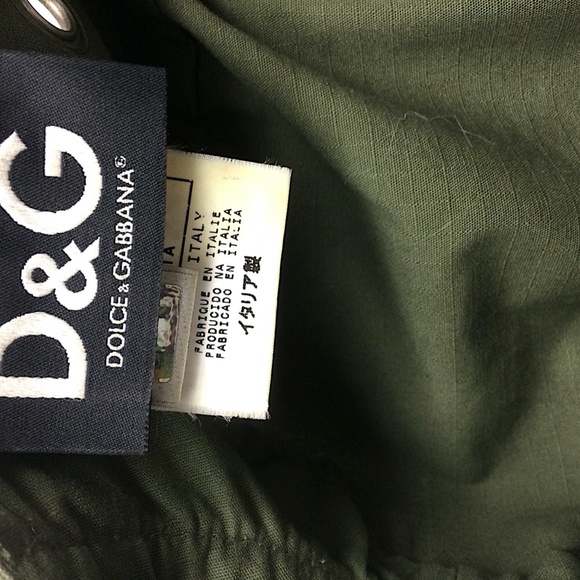 D&G
DOLCE & GABBANA®
ITALY
FABRIQUE EN ITALIE
PRODUCIDO NA ITALIA
FABRICADO EN ITALIA
イタリア製